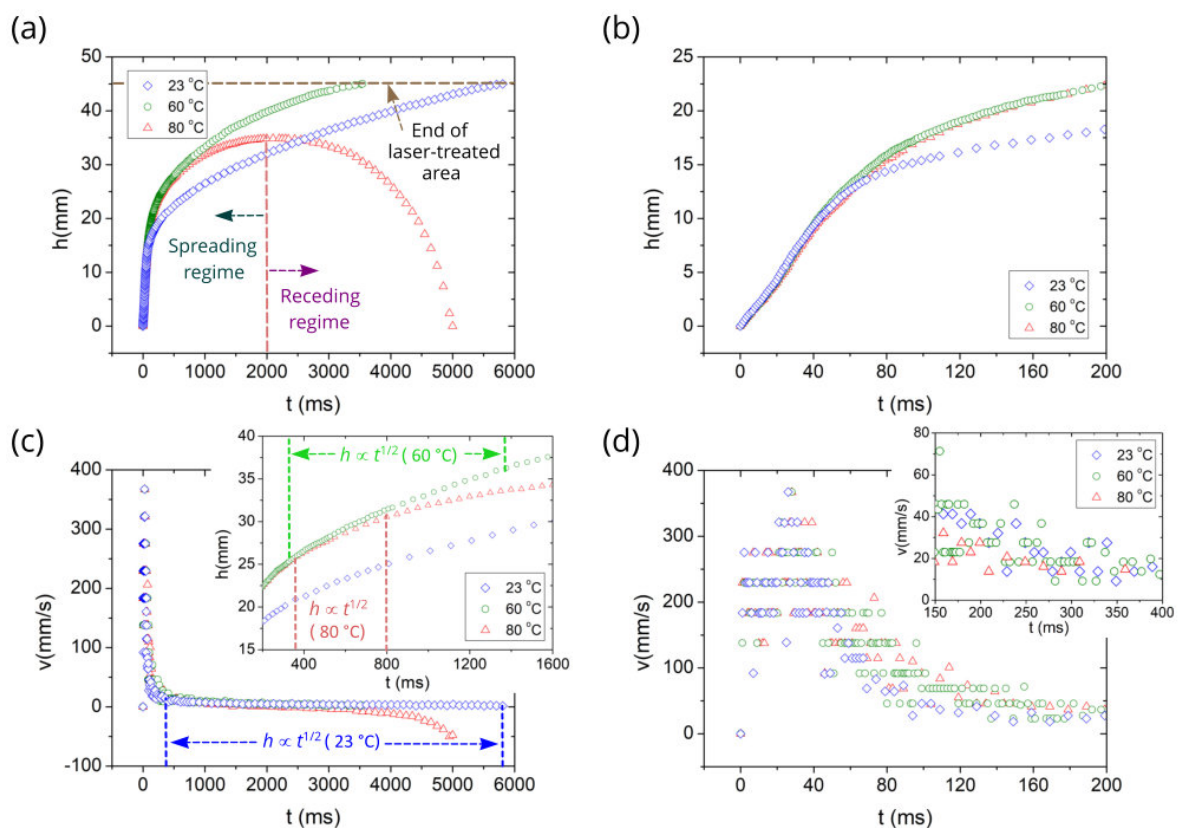 (a)
50
45
40
35
30
25
20
15
10
5
0
h(mm)
0 1000 2000 3000 4000 5000 6000
t (ms)
23 °C
60 °C
80 °C
End of
laser-treated
area
Spreading
regime
Receding
regime
(b)
25
20
15
10
5
0
h(mm)
0 40 80 120 160 200
t (ms)
23 °C
60 °C
80 °C
(c)
400
300
200
100
0
-100
v(mm/s)
0 1000 2000 3000 4000 5000 6000
t (ms)
h ∝ t^1/2 ( 23 °C)
40
35
30
25
20
15
h(mm)
400 800 1200 1600
t (ms)
h ∝ t^1/2 ( 60 °C)
h ∝ t^1/2
( 80 °C)
23 °C
60 °C
80 °C
(d)
400
300
200
100
0
v(mm/s)
0 40 80 120 160 200
t (ms)
80
60
40
20
0
v(mm/s)
150 200 250 300 350 400
t (ms)
23 °C
60 °C
80 °C